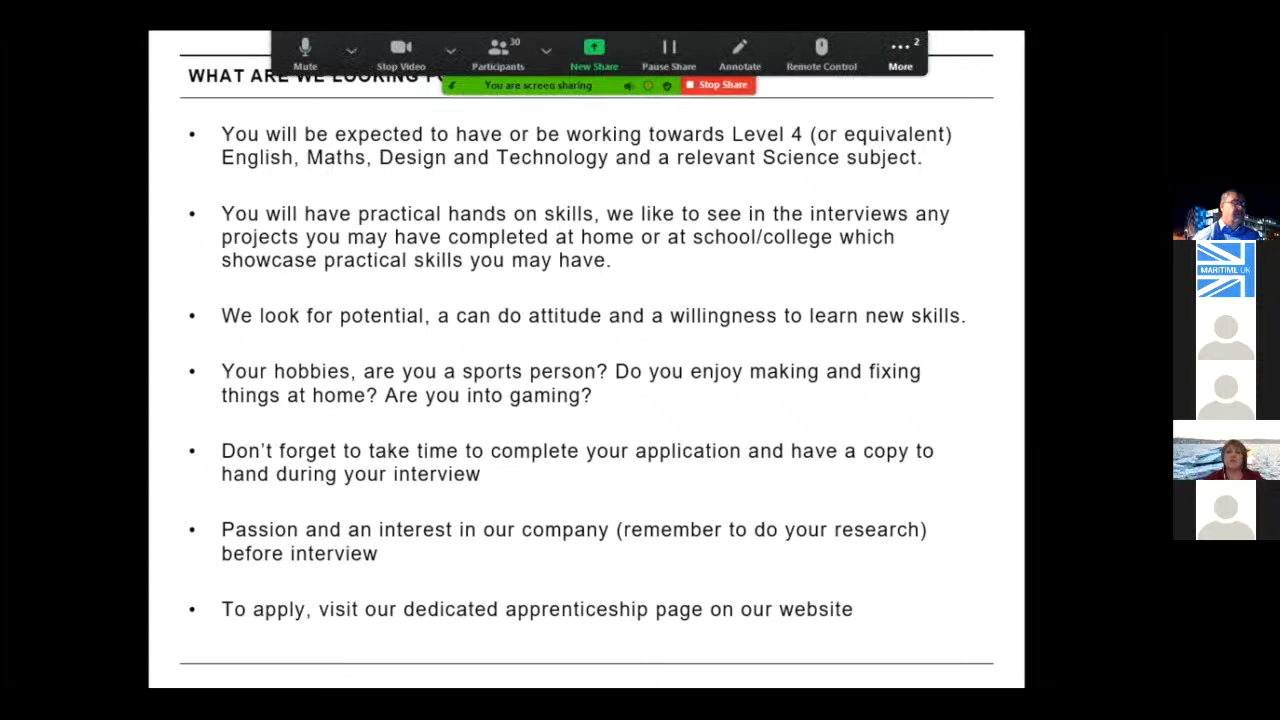 30
2
Mute
Stop Video
Participants
New Share
Pause Share
Annotate
Remote Control
More
WHAT ARE WE LOOKING
You are screen sharing
Stop Share
• You will be expected to have or be working towards Level 4 (or equivalent)
English, Maths, Design and Technology and a relevant Science subject.
• You will have practical hands on skills, we like to see in the interviews any
projects you may have completed at home or at school/college which
showcase practical skills you may have.
• We look for potential, a can do attitude and a willingness to learn new skills.
• Your hobbies, are you a sports person? Do you enjoy making and fixing
things at home? Are you into gaming?
• Don't forget to take time to complete your application and have a copy to
hand during your interview
• Passion and an interest in our company (remember to do your research)
before interview
• To apply, visit our dedicated apprenticeship page on our website
MARITIME UK